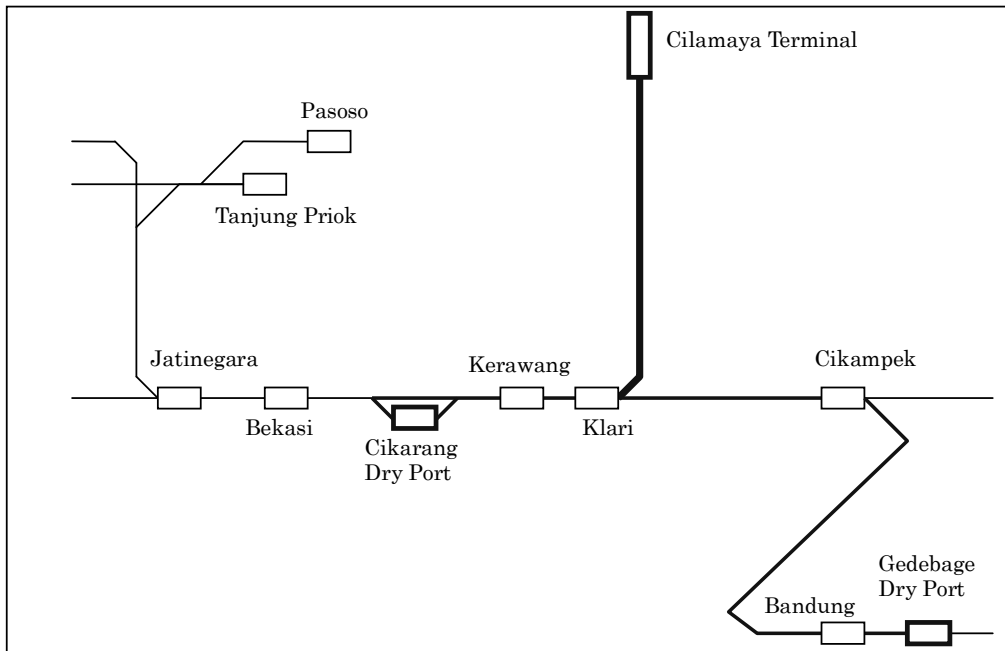 Cilamaya Terminal
Pasoso
Tanjung Priok
Jatinegara
Kerawang
Cikampek
Bekasi
Klari
Cikarang
Dry Port
Gedebage
Dry Port
Bandung